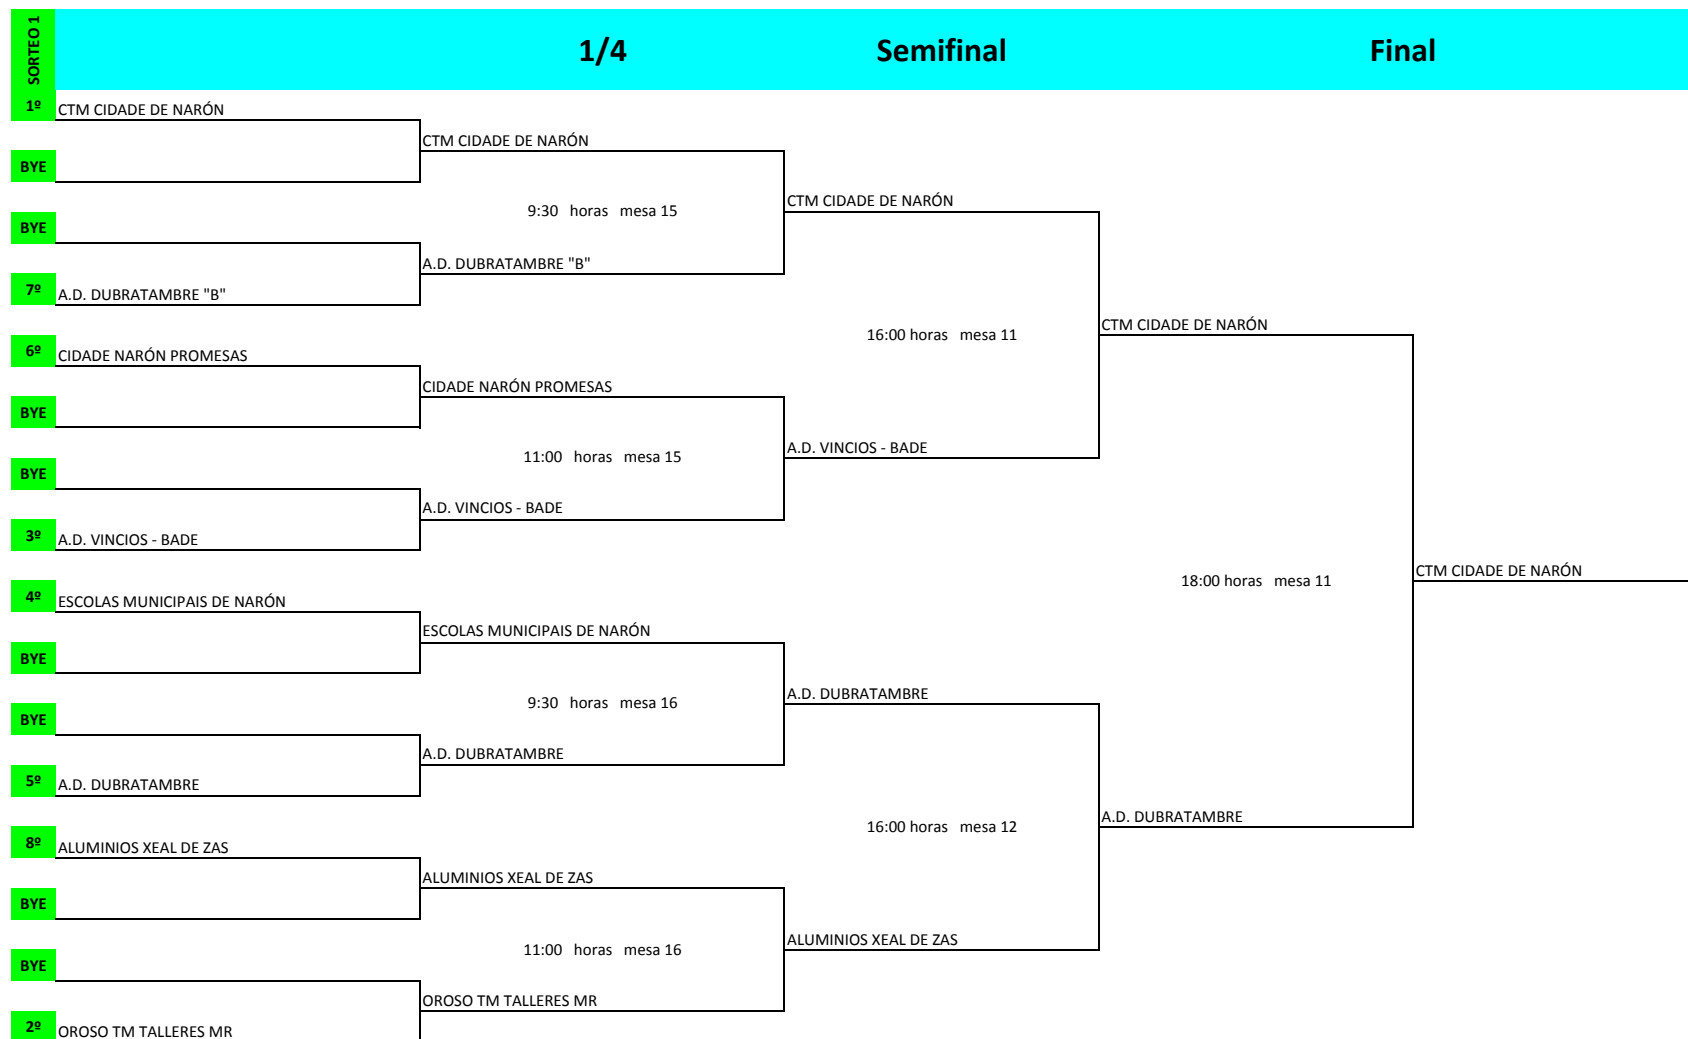 SORTEO 1
1/4 Semifinal Final
1º CTM CIDADE DE NARÓN
CTM CIDADE DE NARÓN
BYE
CTM CIDADE DE NARÓN
9:30 horas mesa 15
BYE
A.D. DUBRATAMBRE "B"
7º A.D. DUBRATAMBRE "B"
CTM CIDADE DE NARÓN
16:00 horas mesa 11
6º CIDADE NARÓN PROMESAS
CIDADE NARÓN PROMESAS
BYE
A.D. VINCIOS - BADE
11:00 horas mesa 15
BYE
A.D. VINCIOS - BADE
3º A.D. VINCIOS - BADE
CTM CIDADE DE NARÓN
18:00 horas mesa 11
4º ESCOLAS MUNICIPAIS DE NARÓN
ESCOLAS MUNICIPAIS DE NARÓN
BYE
A.D. DUBRATAMBRE
9:30 horas mesa 16
BYE
A.D. DUBRATAMBRE
5º A.D. DUBRATAMBRE
A.D. DUBRATAMBRE
16:00 horas mesa 12
8º ALUMINIOS XEAL DE ZAS
ALUMINIOS XEAL DE ZAS
BYE
ALUMINIOS XEAL DE ZAS
11:00 horas mesa 16
BYE
OROSO TM TALLERES MR
2º OROSO TM TALLERES MR